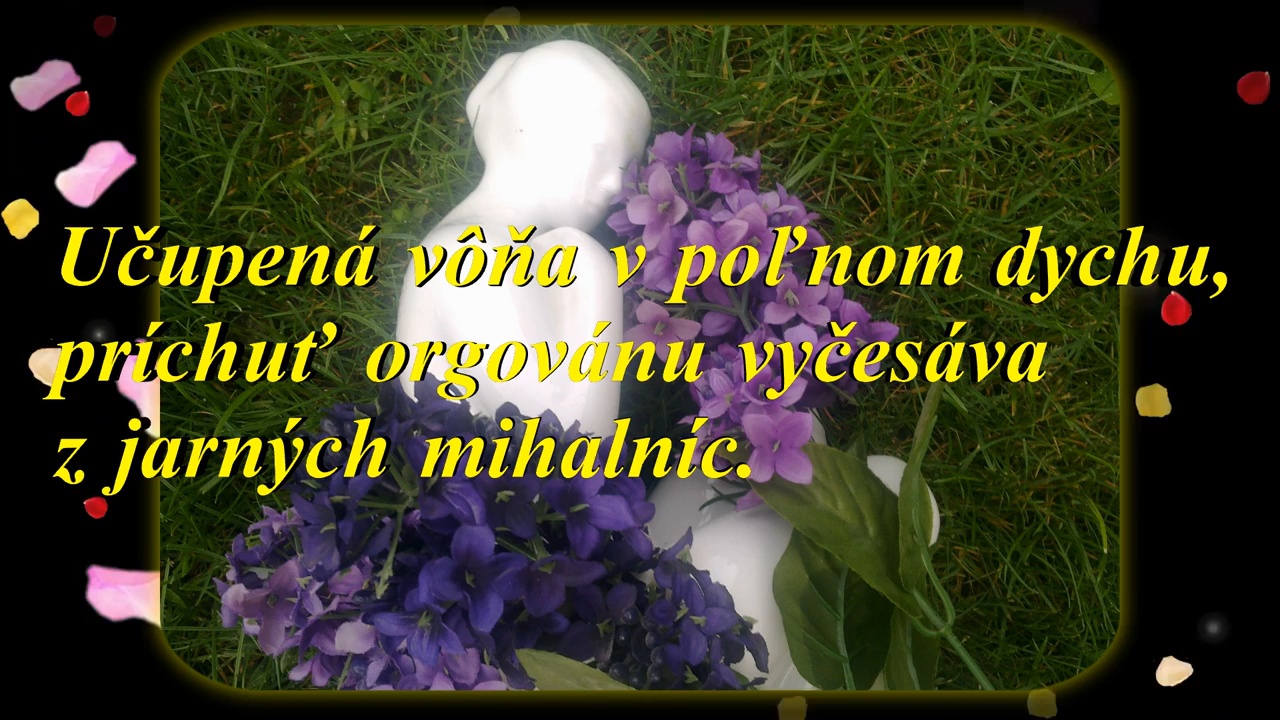 Učupená vôňa v poľnom dychu,
príchuť orgovánu vyčesáva
z jarných mihalníc.